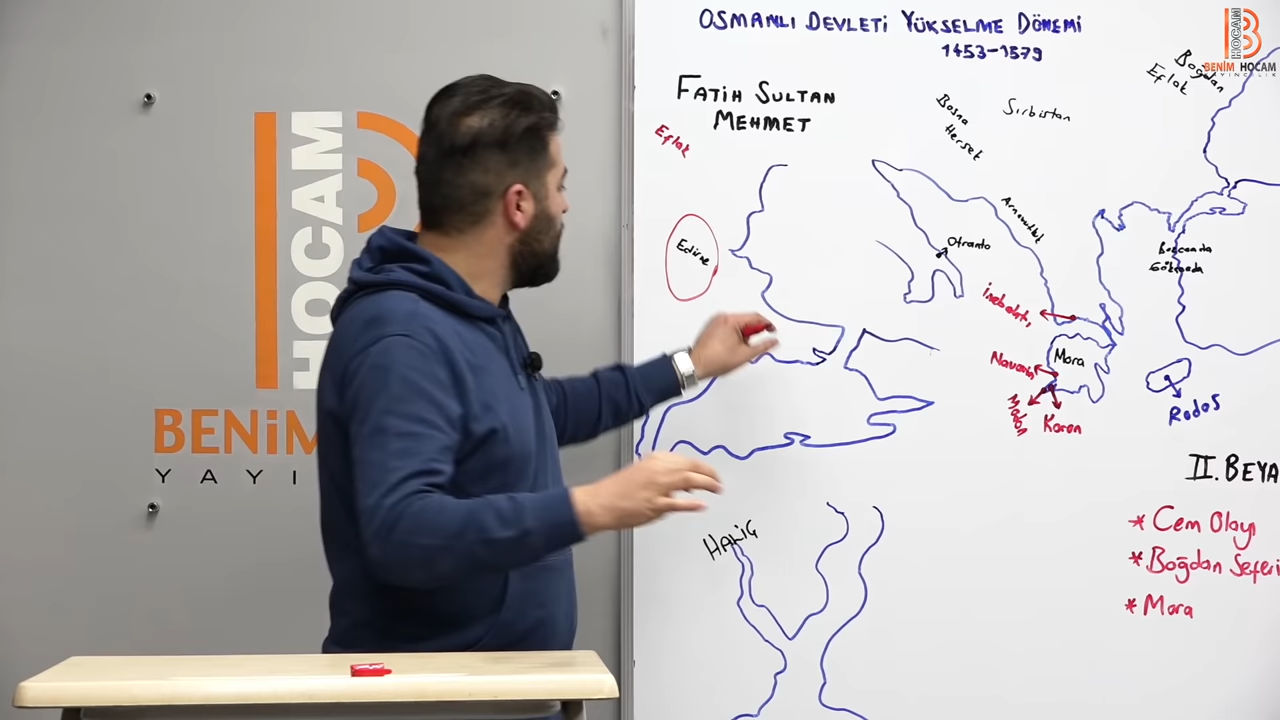 OSMANLI DEVLETİ YÜKSELME DÖNEMİ
1453-1579
FATİH SULTAN
MEHMET
Eflak
Edirne
Bosna
Hersek
Sırbistan
Boğdan
Eflak
Arnavutluk
Otranto
Bozcaada
Gökçeada
İnebahtı,
Navarin
Modon
Koron
Mora
Rodos
HALİÇ
II. BEYA
* Cem Olayı
* Boğdan Seferi
* Mora
HOCAM
BENİM
YAYI
HOCAM
BENİM HOCAM
YAYINCILIK